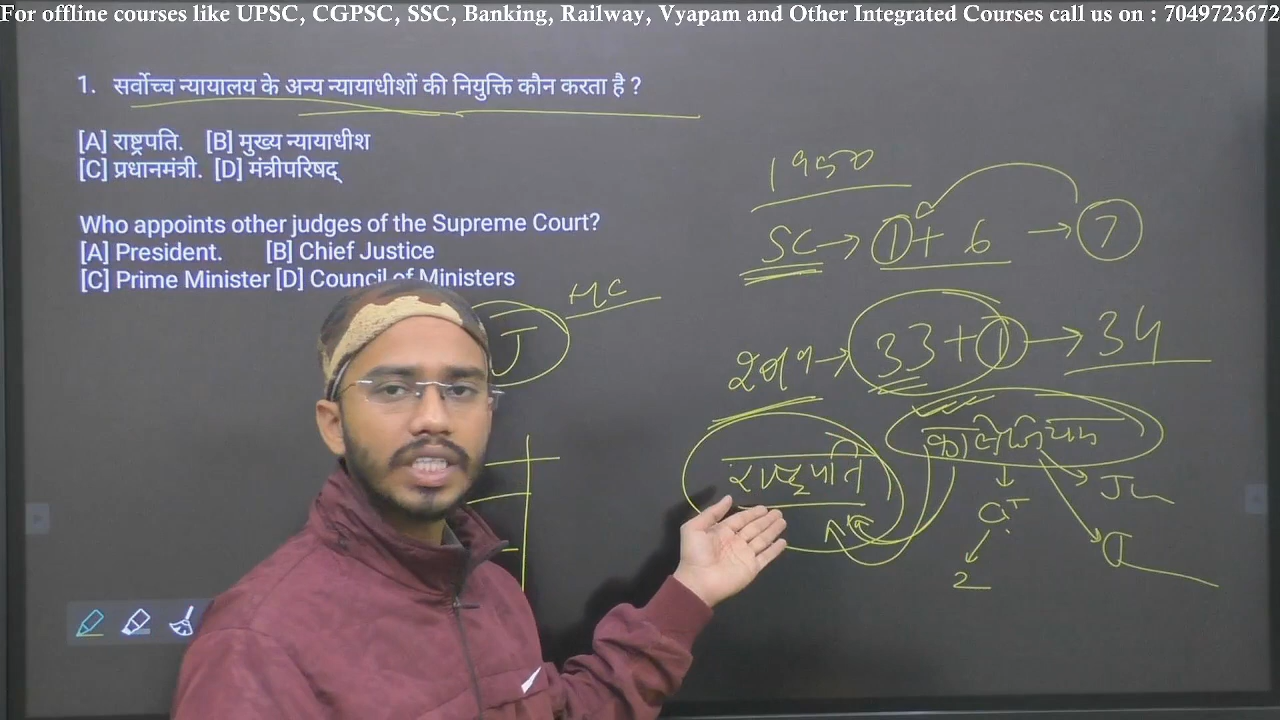 For offline courses like UPSC, CGPSC, SSC, Banking, Railway, Vyapam and Other Integrated Courses call us on : 7049723672
1. सर्वोच्च न्यायालय के अन्य न्यायाधीशों की नियुक्ति कौन करता है ?
[A] राष्ट्रपति. [B] मुख्य न्यायाधीश
[C] प्रधानमंत्री. [D] मंत्रीपरिषद्
Who appoints other judges of the Supreme Court?
[A] President. [B] Chief Justice
[C] Prime Minister [D] Council of Ministers
1950
SC → 1 + 6 → 7
J HC
33 + 1 → 34
कालेजियम
राष्ट्रपति
2